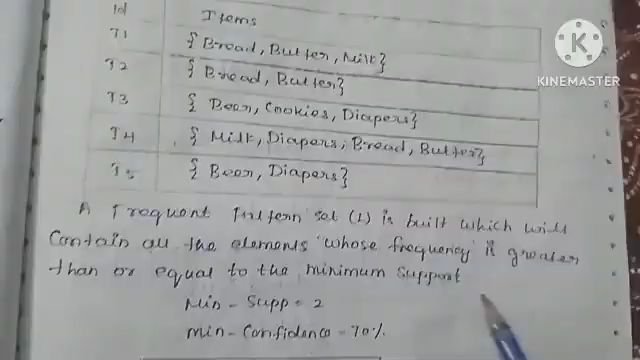 Id Items
T1 { Bread, Butter, Milk}
T2 { Bread, Butter}
T3 { Beer, Cookies, Diapers}
T4 { Milk, Diapers, Bread, Butter}
T5 { Beer, Diapers}
A Frequent Pattern set (L) is built which will
Contain all the elements whose frequency is greater
than or equal to the minimum support
Min - Supp = 2
Min - Confidence = 70%
KINEMASTER